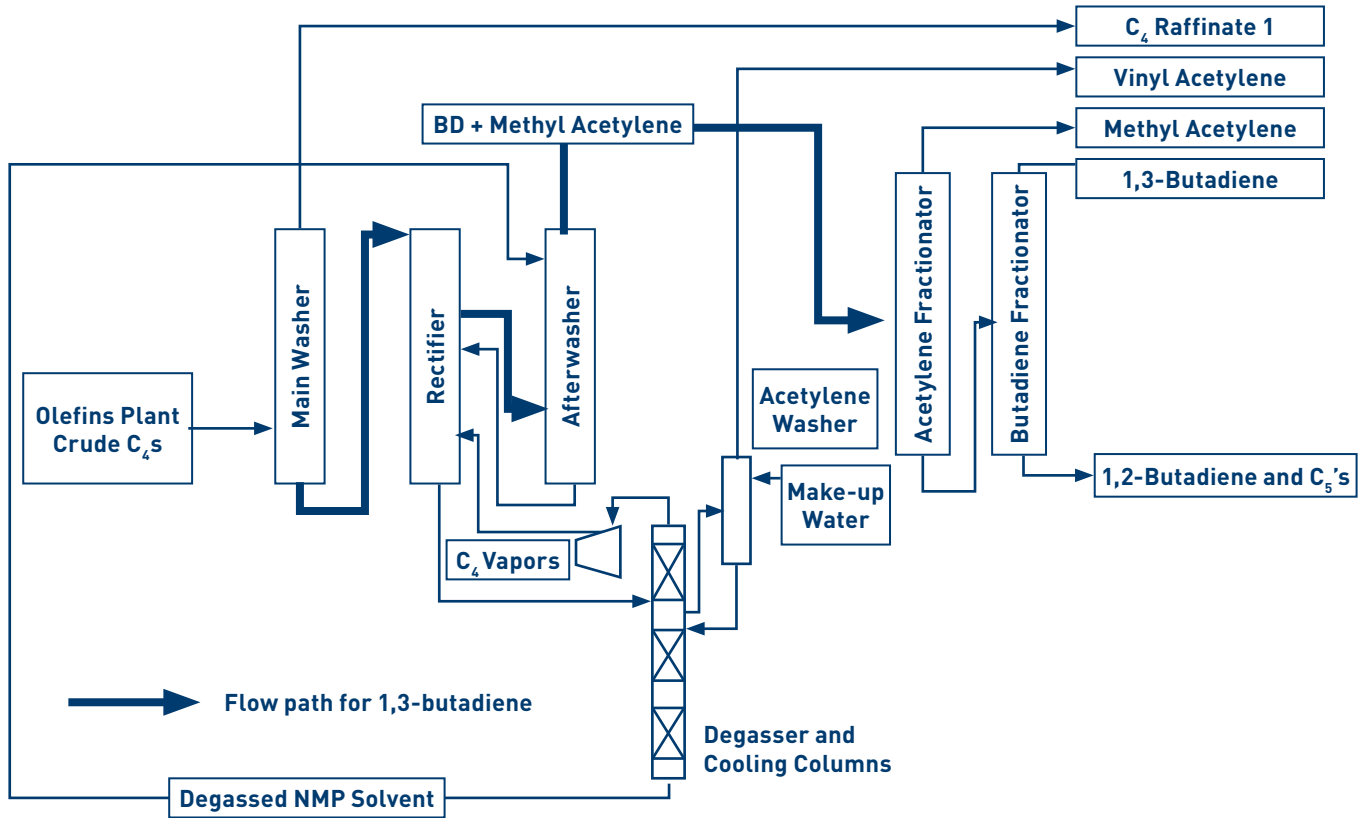 C₄ Raffinate 1
Vinyl Acetylene
BD + Methyl Acetylene
Methyl Acetylene
1,3-Butadiene
Main Washer
Rectifier
Afterwasher
Acetylene Fractionator
Butadiene Fractionator
Olefins Plant
Crude C₄s
Acetylene
Washer
Make-up
Water
1,2-Butadiene and C₅'s
C₄ Vapors
Flow path for 1,3-butadiene
Degasser and
Cooling Columns
Degassed NMP Solvent